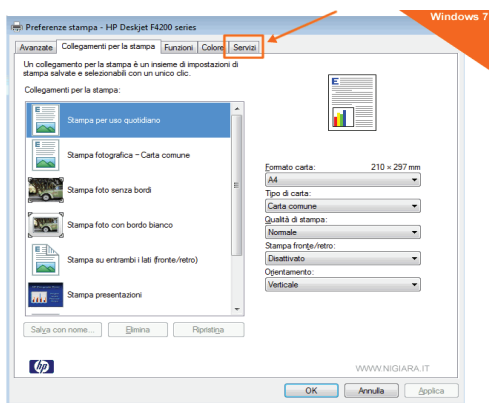 Windows 7
Preferenze stampa - HP Deskjet F4200 series
Avanzate Collegamenti per la stampa Funzioni Colore Servizi
Un collegamento per la stampa è un insieme di impostazioni di
stampa salvate e selezionabili con un unico clic.
Collegamenti per la stampa:
Stampa per uso quotidiano
Stampa fotografica – Carta comune
Stampa foto senza bordi
Stampa foto con bordo bianco
Stampa su entrambi i lati (fronte/retro)
Stampa presentazioni
Salva con nome... Elimina Ripristina
E
Formato carta: 210 × 297 mm
A4
Tipo di carta:
Carta comune
Qualità di stampa:
Normale
Stampa fronte/retro:
Disattivato
Orientamento:
Verticale
hp
WWW.NIGIARA.IT
OK Annulla Applica